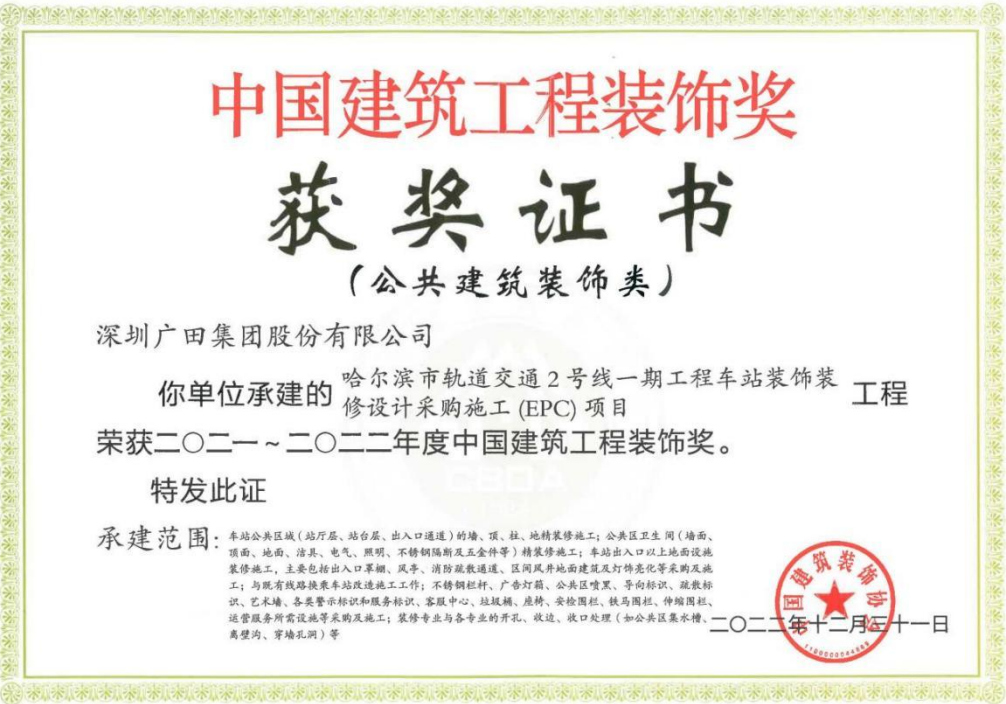 中国建筑工程装饰奖
获奖证书
（公共建筑装饰类）
深圳广田集团股份有限公司
你单位承建的 哈尔滨市轨道交通2号线一期工程车站装饰装
修设计采购施工(EPC)项目 工程
荣获二〇二一~二〇二二年度中国建筑工程装饰奖。
特发此证
承建范围：
车站公共区域（站厅层、站台层、出入口通道）的墙、顶、柱、地精装修施工；公共区卫生间（墙面、
顶面、地面、洁具、电气、照明、不锈钢隔断及五金件等）精装修施工；车站出入口以上地面设施
装修施工，主要包括出入口罩棚、风亭、消防疏散通道、区间风井地面建筑及灯饰亮化等采购及施
工；与既有线路换乘车站改造施工工作；不锈钢栏杆、广告灯箱、公共区喷黑、导向标识、疏散标
识、艺术墙、各类警示标识和服务标识、客服中心、垃圾桶、座椅、安检围栏、铁马围栏、伸缩围栏、
运营服务所需设施等采购及施工；装修专业与各专业的开孔、收边、收口处理（如公共区集水槽、
离壁沟、穿墙孔洞）等
中国建筑装饰协会
二〇二二年十二月三十一日
CBDA